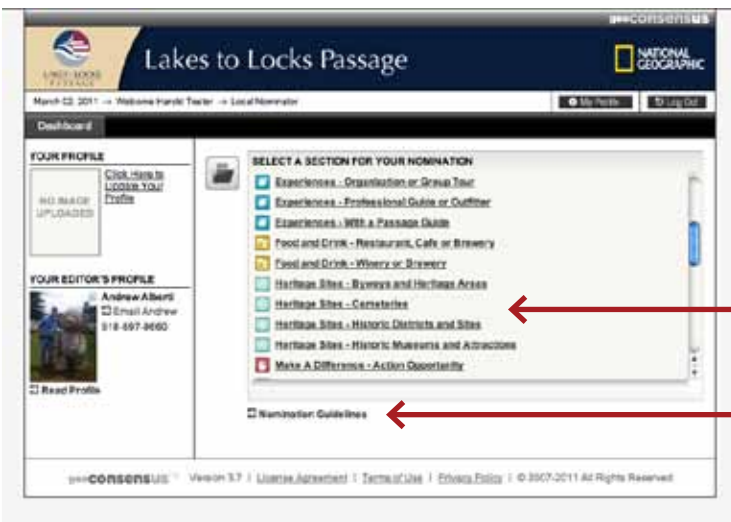 geoconsensus
LAKES to LOCKS
PASSAGE
Lakes to Locks Passage
NATIONAL
GEOGRAPHIC
March 2011 -> Welcome Harold Tester -> Local Nominator
My Profile
Log Out
Dashboard
YOUR PROFILE
NO IMAGE
UPLOADED
Click Here to
Update Your
Profile
YOUR EDITOR'S PROFILE
Andrew Alberti
Email Andrew
518-597-9660
Read Profile
SELECT A SECTION FOR YOUR NOMINATION
Experiences - Organization or Group Tour
Experiences - Professional Guide or Outfitter
Experiences - With a Passage Guide
Food and Drink - Restaurant, Cafe or Brewery
Food and Drink - Winery or Brewery
Heritage Sites - Byways and Heritage Areas
Heritage Sites - Cemeteries
Heritage Sites - Historic Districts and Sites
Heritage Sites - Historic Museums and Attractions
Make A Difference - Action Opportunity
Nomination Guidelines
geoconsensus™ Version 3.7 | License Agreement | Terms of Use | Privacy Policy | © 2007-2011 All Rights Reserved